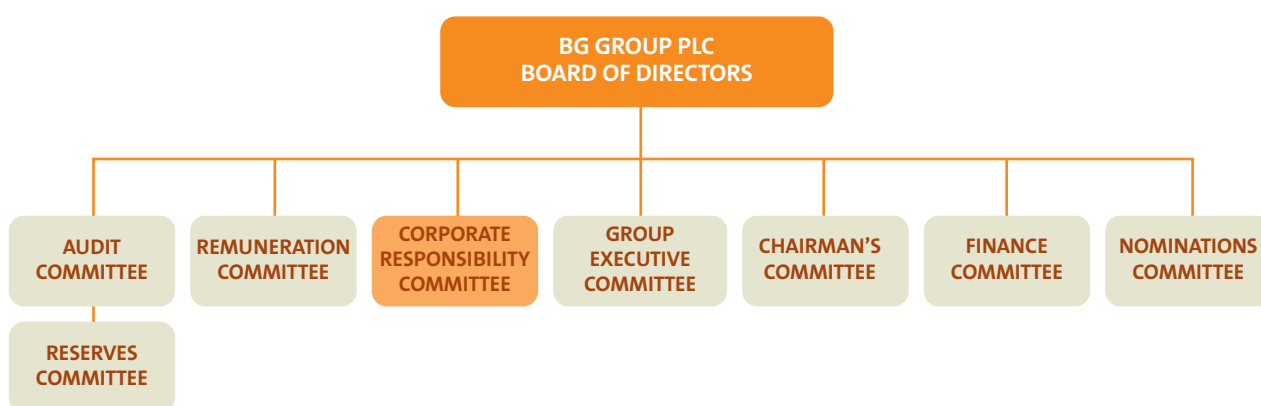 BG GROUP PLC
BOARD OF DIRECTORS
AUDIT
COMMITTEE
REMUNERATION
COMMITTEE
CORPORATE
RESPONSIBILITY
COMMITTEE
GROUP
EXECUTIVE
COMMITTEE
CHAIRMAN’S
COMMITTEE
FINANCE
COMMITTEE
NOMINATIONS
COMMITTEE
RESERVES
COMMITTEE